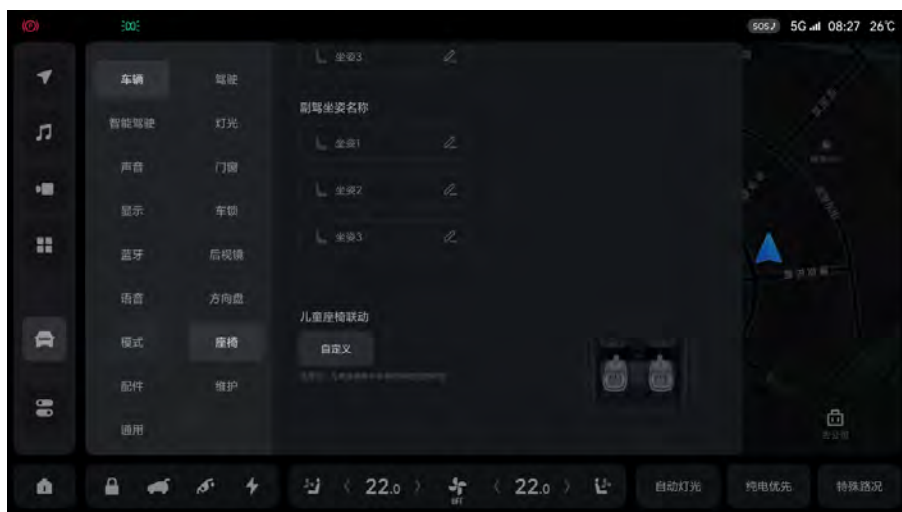 SOS 5G 08:27 26℃
车辆
智能驾驶
声音
显示
蓝牙
语音
模式
配件
通用
驾驶
灯光
门窗
车锁
后视镜
方向盘
座椅
维护
坐姿3
副驾坐姿名称
坐姿1
坐姿2
坐姿3
儿童座椅联动
自定义
去公司
22.0
OFF
22.0
自动灯光
纯电优先
特殊路况